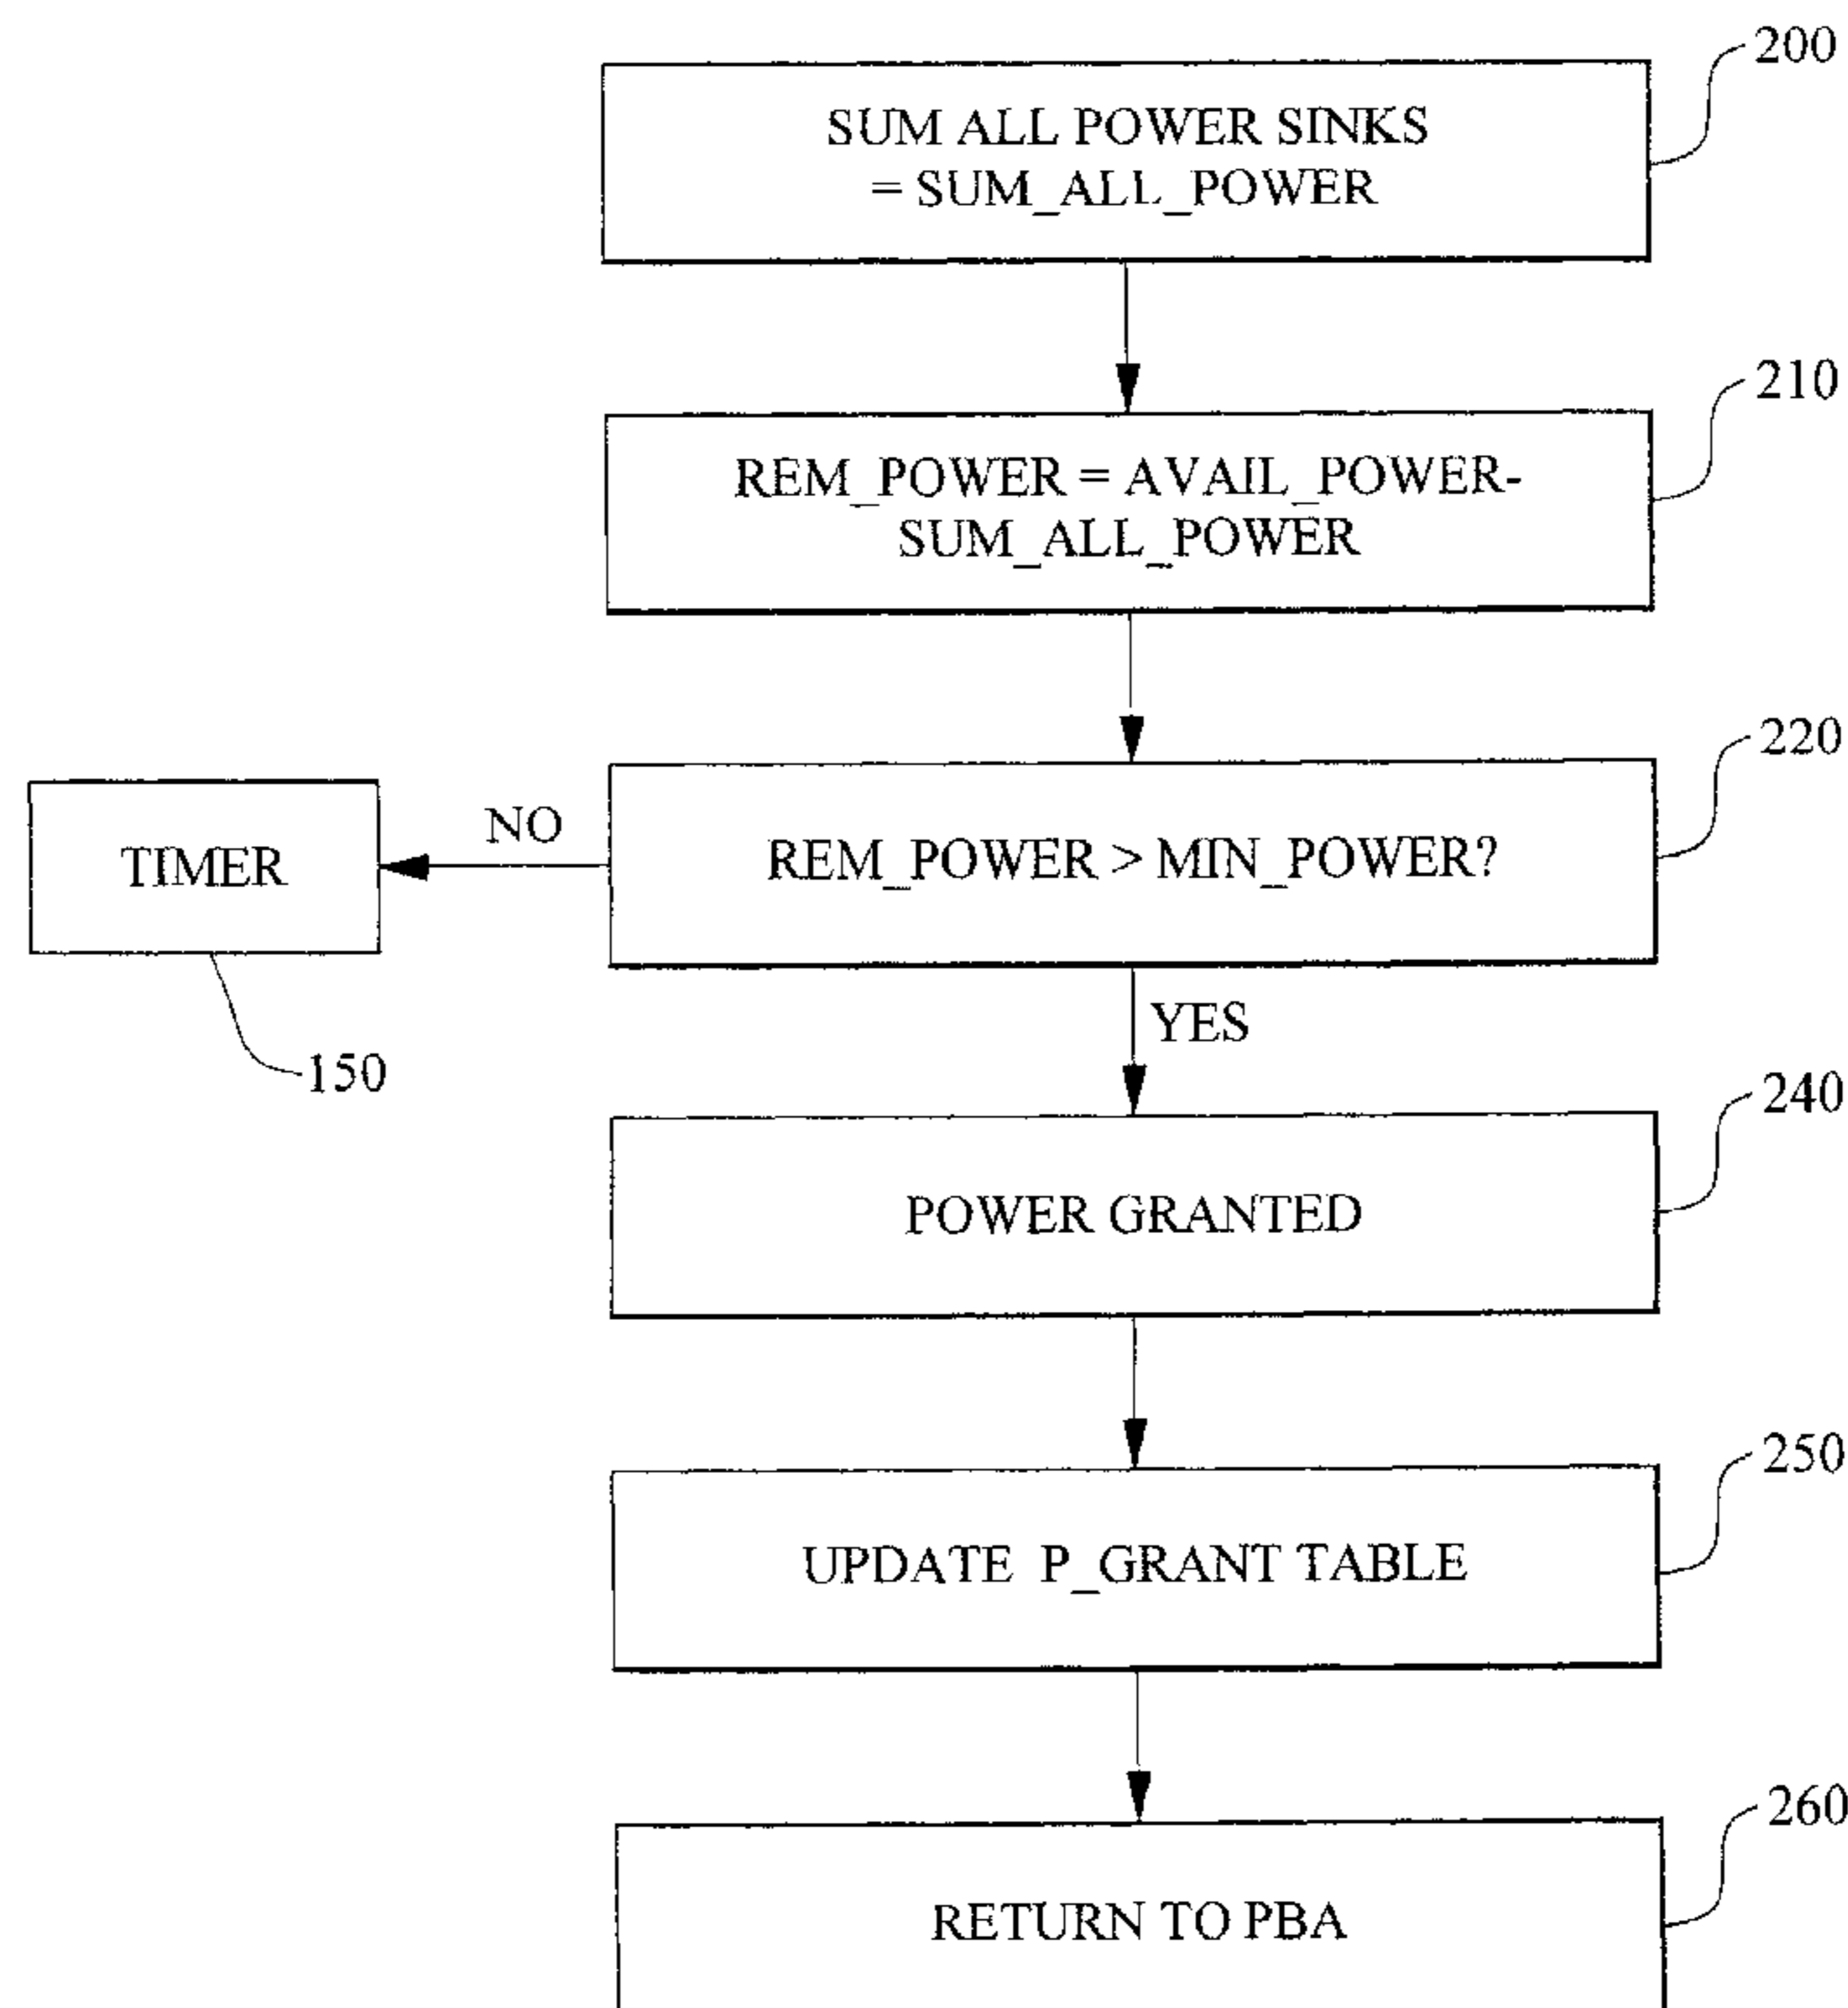 200
SUM ALL POWER SINKS
= SUM_ALL_POWER
210
REM_POWER = AVAIL_POWER-
SUM_ALL_POWER
220
REM_POWER > MIN_POWER?
NO
TIMER
150
YES
240
POWER GRANTED
250
UPDATE P_GRANT TABLE
260
RETURN TO PBA